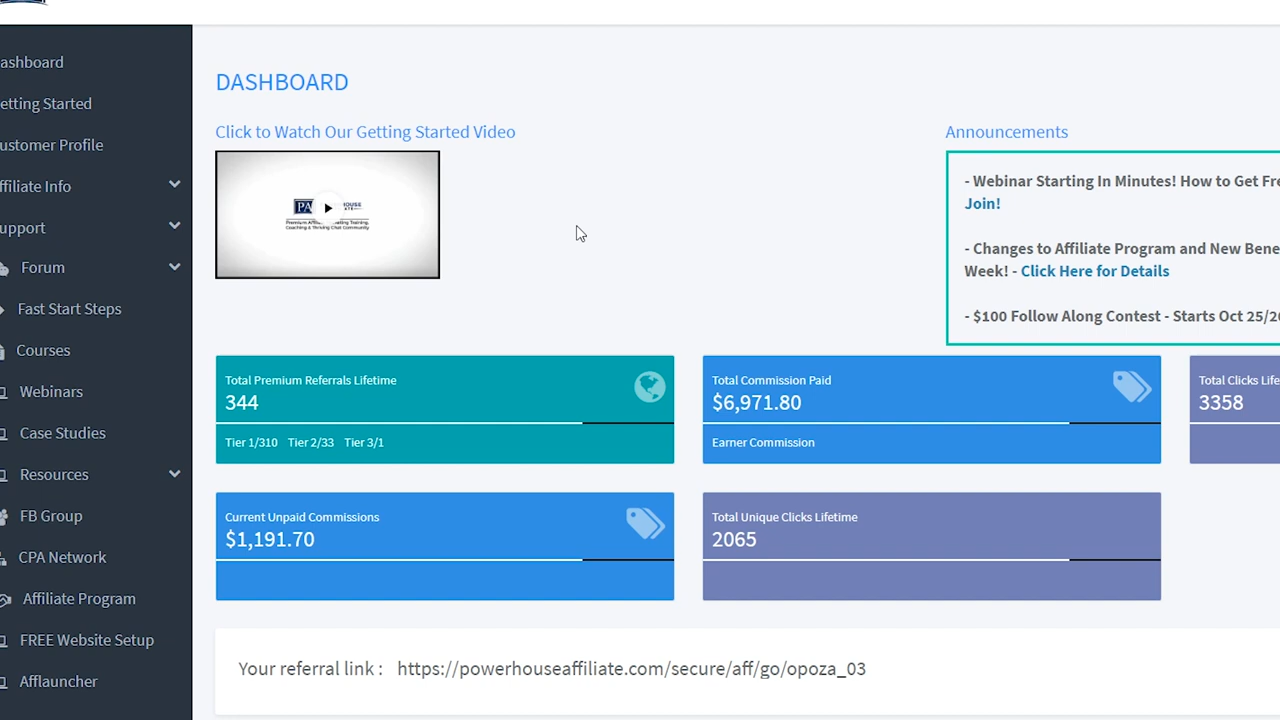 DASHBOARD
Click to Watch Our Getting Started Video
Announcements
- Webinar Starting In Minutes! How to Get
Join!
- Changes to Affiliate Program and New
Week! - Click Here for Details
- $100 Follow Along Contest - Starts Oct
ashboard
etting Started
ustomer Profile
ffiliate Info
upport
Forum
Fast Start Steps
Courses
Webinars
Case Studies
Resources
FB Group
CPA Network
Affiliate Program
FREE Website Setup
Afflauncher
PA
Total Premium Referrals Lifetime
344
Tier 1/310 Tier 2/33 Tier 3/1
Total Commission Paid
$6,971.80
Earner Commission
Total Clicks
3358
Current Unpaid Commissions
$1,191.70
Total Unique Clicks Lifetime
2065
Your referral link : https://powerhouseaffiliate.com/secure/aff/go/opoza_03